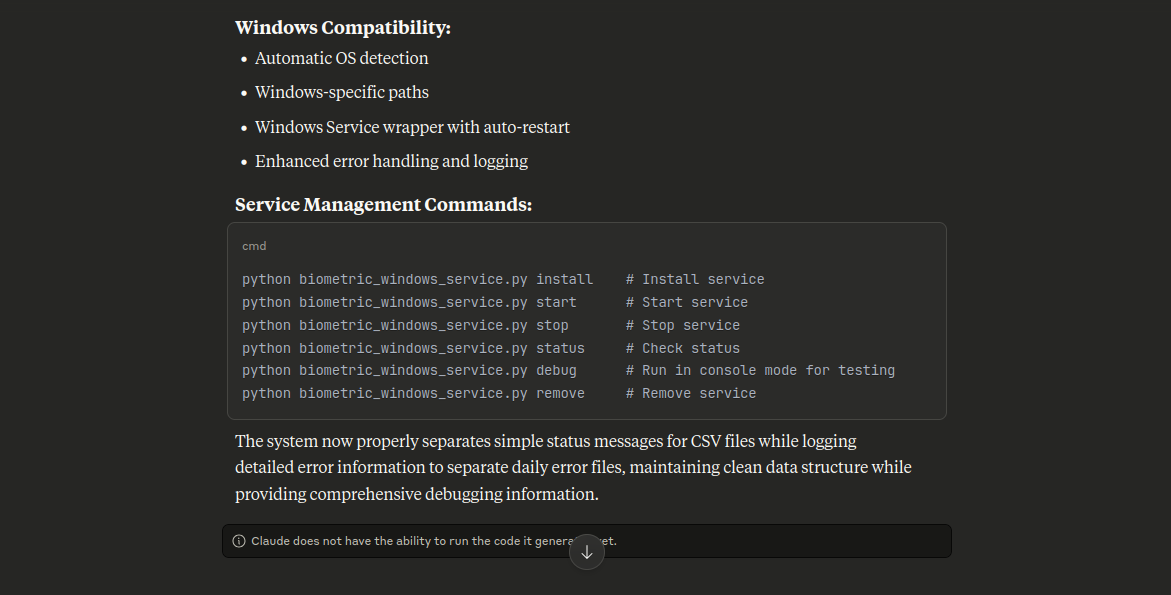 Windows Compatibility:
• Automatic OS detection
• Windows-specific paths
• Windows Service wrapper with auto-restart
• Enhanced error handling and logging
Service Management Commands:
cmd
python biometric_windows_service.py install    # Install service
python biometric_windows_service.py start      # Start service
python biometric_windows_service.py stop       # Stop service
python biometric_windows_service.py status     # Check status
python biometric_windows_service.py debug      # Run in console mode for testing
python biometric_windows_service.py remove     # Remove service
The system now properly separates simple status messages for CSV files while logging
detailed error information to separate daily error files, maintaining clean data structure while
providing comprehensive debugging information.
Claude does not have the ability to run the code it